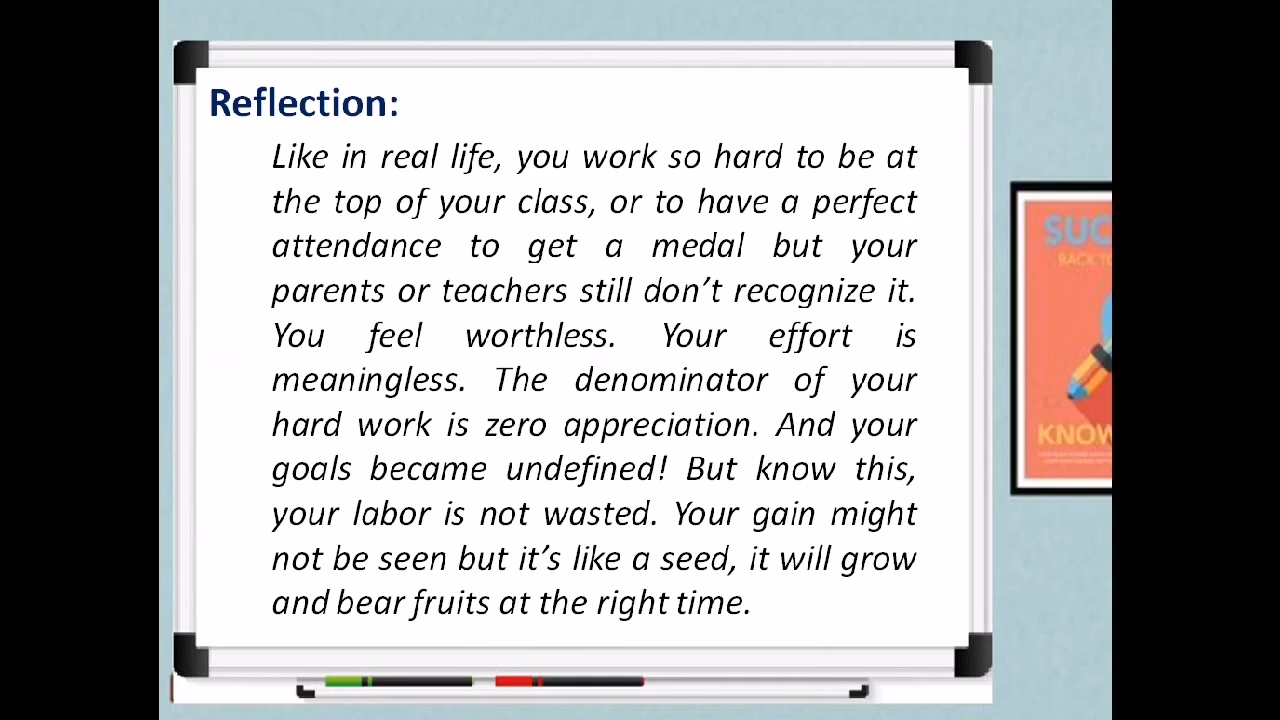 Reflection:
Like in real life, you work so hard to be at
the top of your class, or to have a perfect
attendance to get a medal but your
parents or teachers still don’t recognize it.
You feel worthless. Your effort is
meaningless. The denominator of your
hard work is zero appreciation. And your
goals became undefined! But know this,
your labor is not wasted. Your gain might
not be seen but it’s like a seed, it will grow
and bear fruits at the right time.
SUC
BACK TO
KNOW